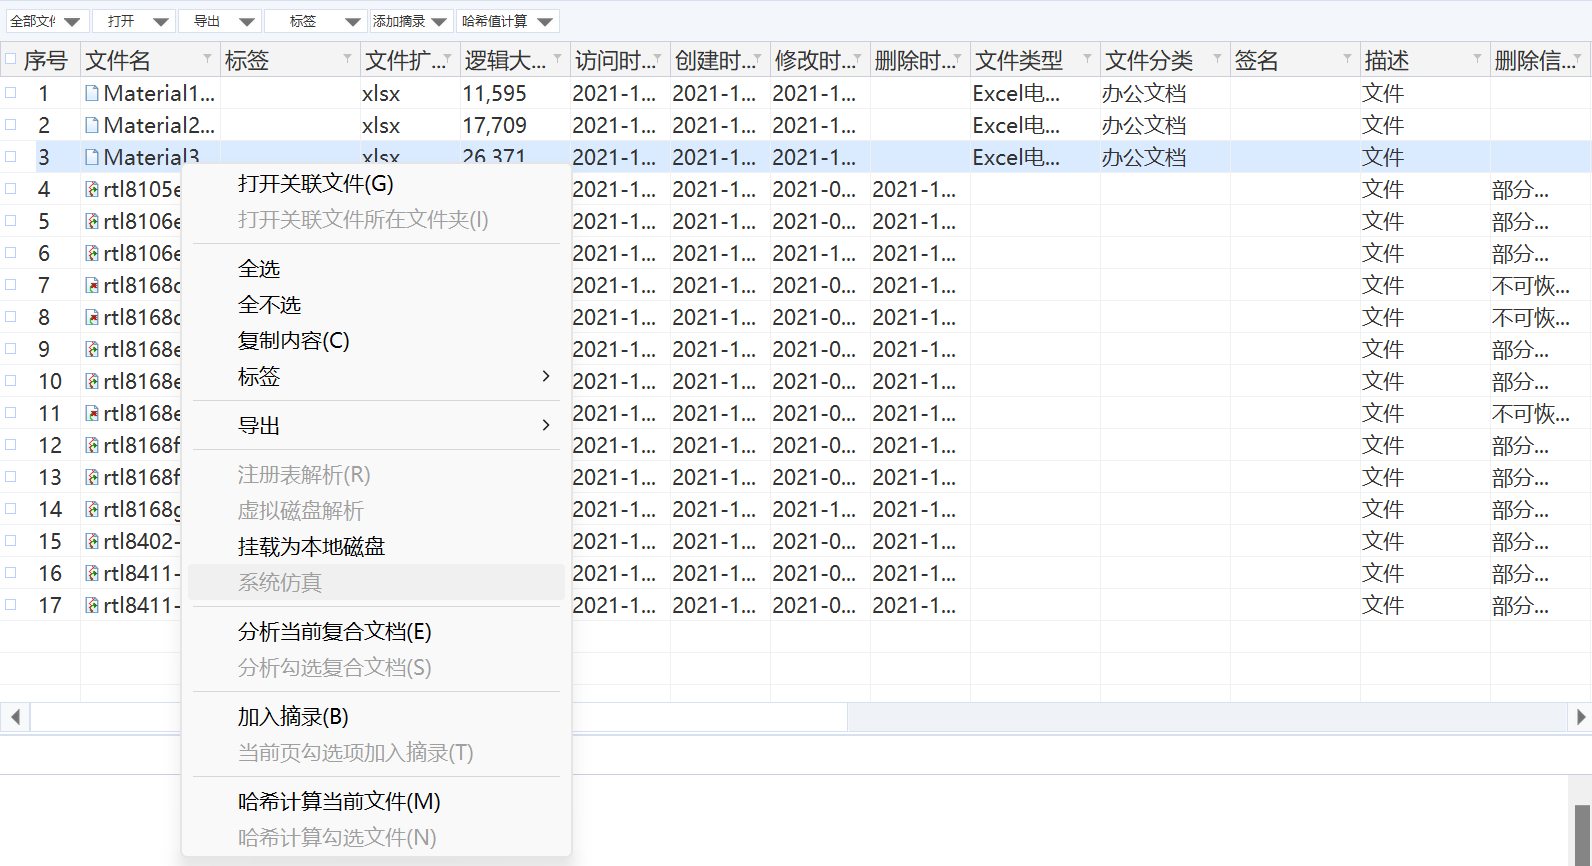 全部文件 打开 导出 标签 添加摘录 哈希值计算
序号 文件名 标签 文件扩... 逻辑大... 访问时... 创建时... 修改时... 删除时... 文件类型 文件分类 签名 描述 删除信...
1 Material1... xlsx 11,595 2021-1... 2021-1... 2021-1... Excel电... 办公文档 文件
2 Material2... xlsx 17,709 2021-1... 2021-1... 2021-1... Excel电... 办公文档 文件
3 Material3 xlsx 26,371 2021-1... 2021-1... 2021-1... Excel电... 办公文档 文件
4 rtl8105e 2021-1... 2021-1... 2021-0... 2021-1... 文件 部分...
5 rtl8106e 2021-1... 2021-1... 2021-0... 2021-1... 文件 部分...
6 rtl8106e 2021-1... 2021-1... 2021-0... 2021-1... 文件 部分...
7 rtl8168c 2021-1... 2021-1... 2021-0... 2021-1... 文件 不可恢...
8 rtl8168c 2021-1... 2021-1... 2021-0... 2021-1... 文件 不可恢...
9 rtl8168e 2021-1... 2021-1... 2021-0... 2021-1... 文件 部分...
10 rtl8168e 2021-1... 2021-1... 2021-0... 2021-1... 文件 部分...
11 rtl8168e 2021-1... 2021-1... 2021-0... 2021-1... 文件 不可恢...
12 rtl8168f 2021-1... 2021-1... 2021-0... 2021-1... 文件 部分...
13 rtl8168f 2021-1... 2021-1... 2021-0... 2021-1... 文件 部分...
14 rtl8168g 2021-1... 2021-1... 2021-1... 2021-1... 文件 部分...
15 rtl8402- 2021-1... 2021-1... 2021-0... 2021-1... 文件 部分...
16 rtl8411- 2021-1... 2021-1... 2021-0... 2021-1... 文件 部分...
17 rtl8411- 2021-1... 2021-1... 2021-0... 2021-1... 文件 部分...
打开关联文件(G)
打开关联文件所在文件夹(I)
全选
全不选
复制内容(C)
标签
导出
注册表解析(R)
虚拟磁盘解析
挂载为本地磁盘
系统仿真
分析当前复合文档(E)
分析勾选复合文档(S)
加入摘录(B)
当前页勾选项加入摘录(T)
哈希计算当前文件(M)
哈希计算勾选文件(N)